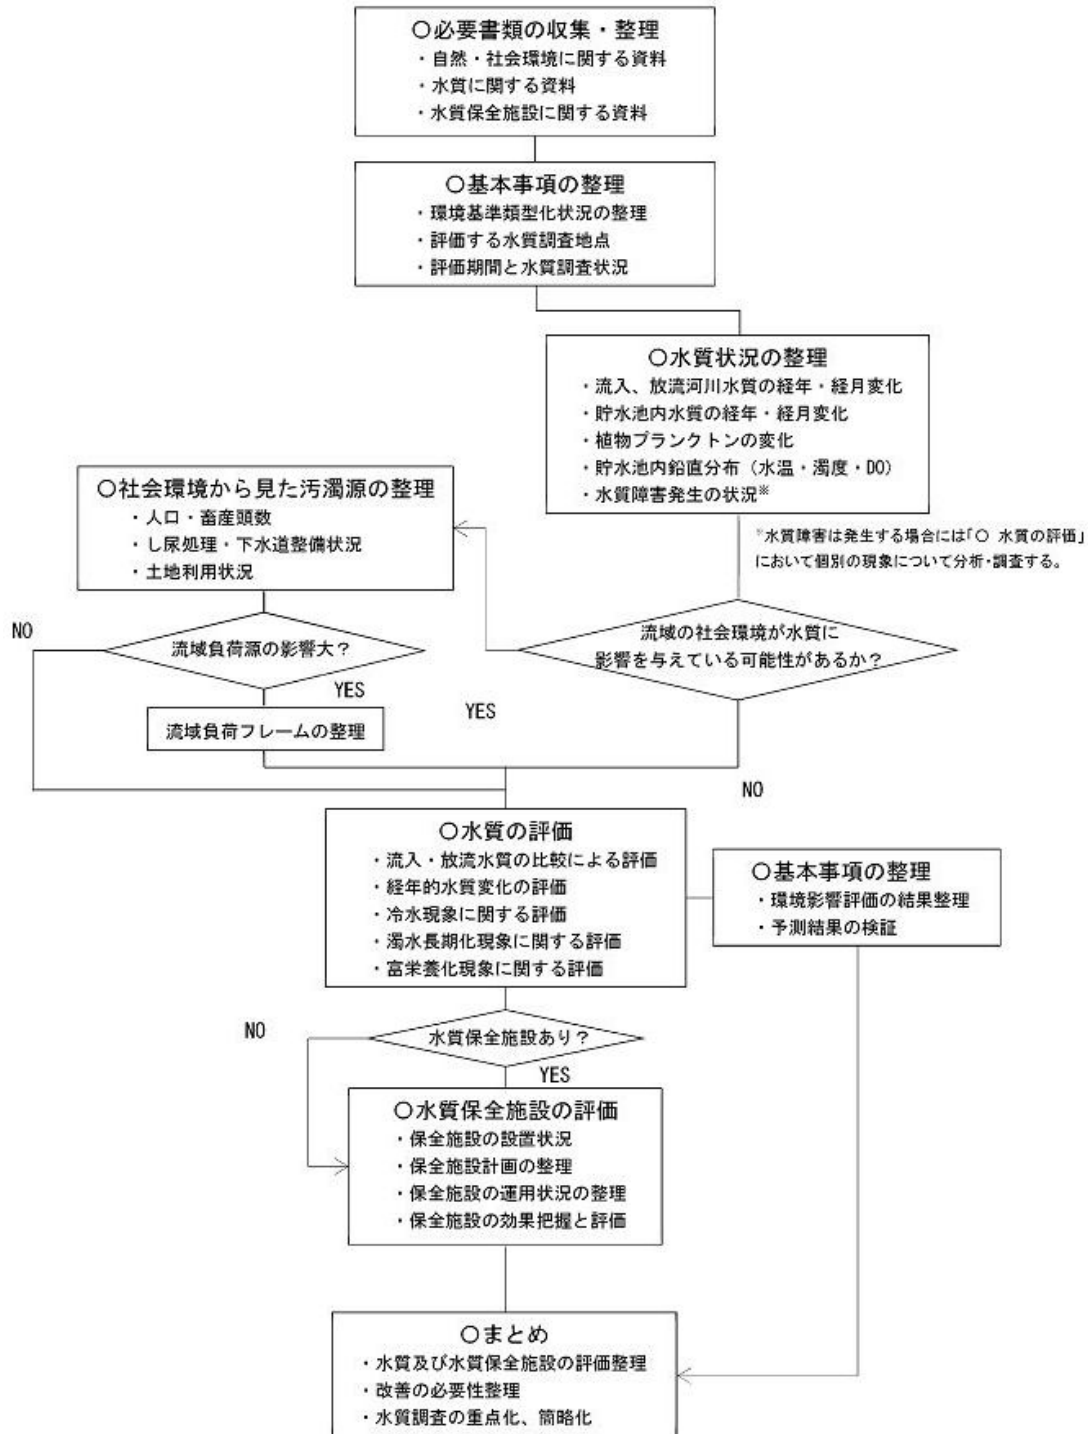 〇必要書類の収集・整理
・自然・社会環境に関する資料
・水質に関する資料
・水質保全施設に関する資料
〇基本事項の整理
・環境基準類型化状況の整理
・評価する水質調査地点
・評価期間と水質調査状況
〇水質状況の整理
・流入、放流河川水質の経年・経月変化
・貯水池内水質の経年・経月変化
・植物プランクトンの変化
・貯水池内鉛直分布（水温・濁度・DO）
・水質障害発生の状況※
※水質障害は発生する場合には「〇 水質の評価」
において個別の現象について分析・調査する。
〇社会環境から見た汚濁源の整理
・人口・畜産頭数
・し尿処理・下水道整備状況
・土地利用状況
流域の社会環境が水質に
影響を与えている可能性があるか？
NO
流域負荷源の影響大？
YES
YES
流域負荷フレームの整理
NO
〇水質の評価
・流入・放流水質の比較による評価
・経年的水質変化の評価
・冷水現象に関する評価
・濁水長期化現象に関する評価
・富栄養化現象に関する評価
〇基本事項の整理
・環境影響評価の結果整理
・予測結果の検証
NO
水質保全施設あり？
YES
〇水質保全施設の評価
・保全施設の設置状況
・保全施設計画の整理
・保全施設の運用状況の整理
・保全施設の効果把握と評価
〇まとめ
・水質及び水質保全施設の評価整理
・改善の必要性整理
・水質調査の重点化、簡略化